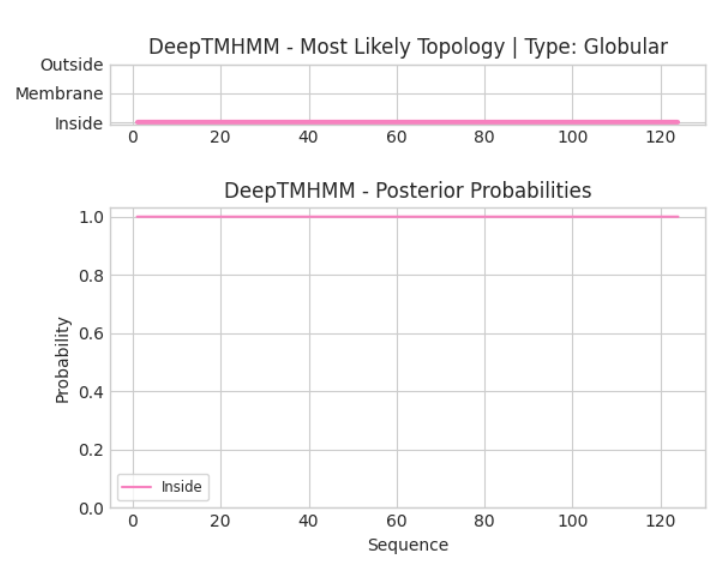 DeepTMHMM - Most Likely Topology | Type: Globular
Outside
Membrane
Inside
0 20 40 60 80 100 120
DeepTMHMM - Posterior Probabilities
1.0
0.8
0.6
0.4
0.2
0.0
Probability
Inside
0 20 40 60 80 100 120
Sequence